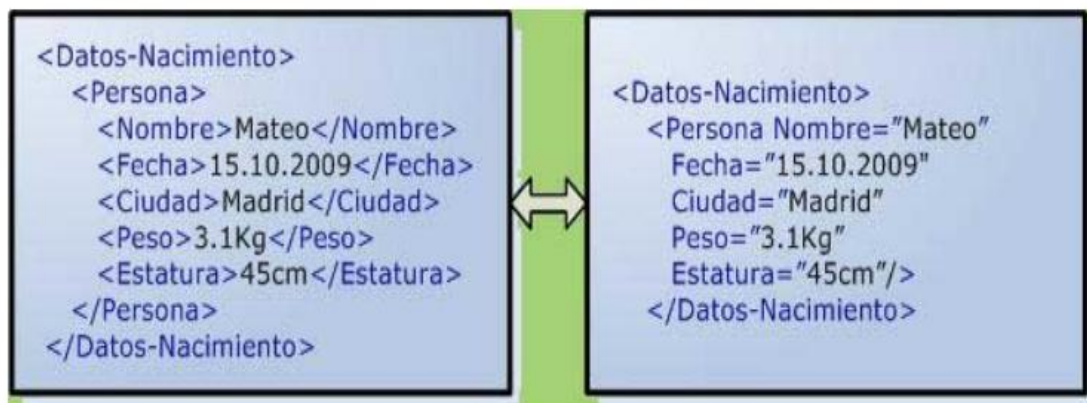 <Datos-Nacimiento>
<Persona>
<Nombre>Mateo</Nombre>
<Fecha>15.10.2009</Fecha>
<Ciudad>Madrid</Ciudad>
<Peso>3.1Kg</Peso>
<Estatura>45cm</Estatura>
</Persona>
</Datos-Nacimiento>
<Datos-Nacimiento>
<Persona Nombre="Mateo"
Fecha="15.10.2009"
Ciudad="Madrid"
Peso="3.1Kg"
Estatura="45cm"/>
</Datos-Nacimiento>